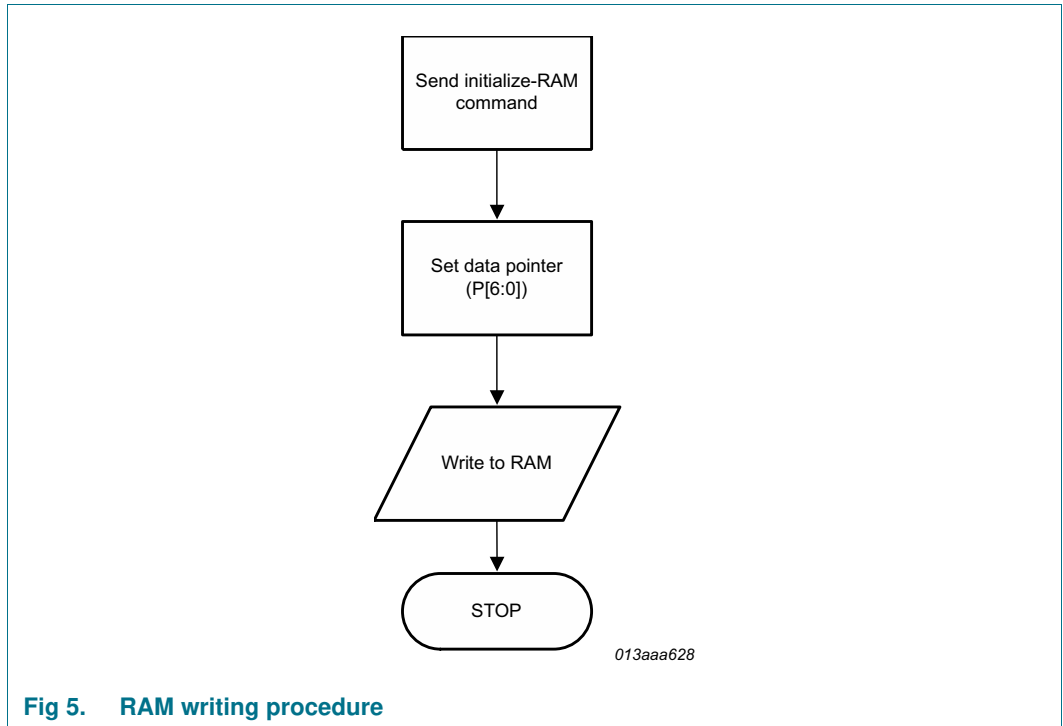 Send initialize-RAM
command
Set data pointer
(P[6:0])
Write to RAM
STOP
013aaa628
Fig 5. RAM writing procedure